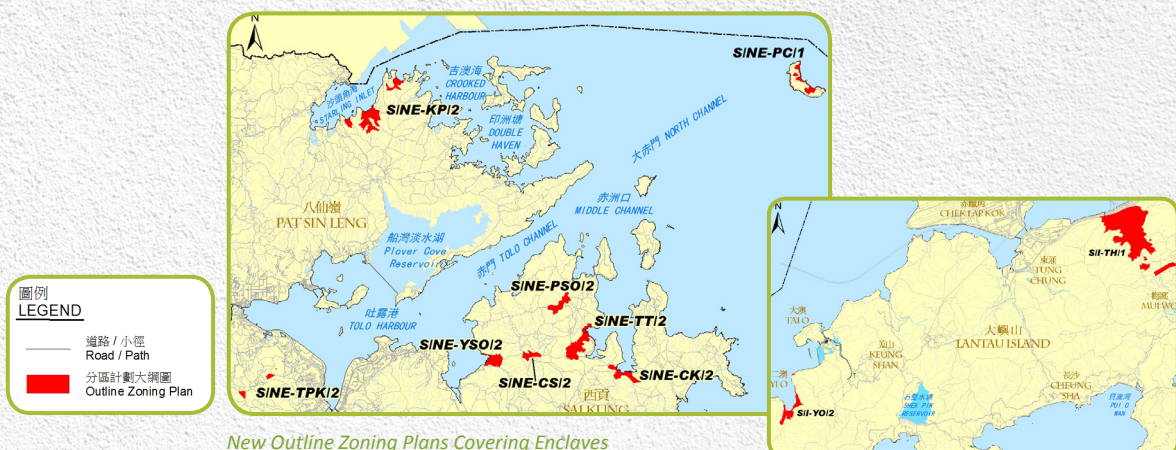 圖例
LEGEND
道路 / 小徑
Road / Path
分區計劃大綱圖
Outline Zoning Plan
N
沙頭角海
STARLING INLET
吉澳海
CROOKED
HARBOUR
S/NE-KP/2
印洲塘
DOUBLE
HAVEN
S/NE-PC/1
大赤門 NORTH CHANNEL
八仙嶺
PAT SIN LENG
船灣淡水湖
Plover Cove
Reservoir
赤洲口
MIDDLE CHANNEL
赤門 TOLO CHANNEL
吐露港
TOLO HARBOUR
S/NE-PSO/2
S/NE-TT/2
S/NE-YSO/2
S/NE-CS/2
S/NE-CK/2
S/NE-TPK/2
西貢
SAI KUNG
New Outline Zoning Plans Covering Enclaves
N
赤鱲角
CHEK LAP KOK
S/I-TH/1
東涌
TUNG
CHUNG
梅窩
MUI WO
大澳
TAI O
大嶼山
LANTAU ISLAND
羗山
KEUNG
SHAN
二澳
YI O
S/I-YO/2
石壁水塘
SHEK PIK
RESERVOIR
長沙
CHEUNG
SHA
貝澳灣
PUI O
WAN